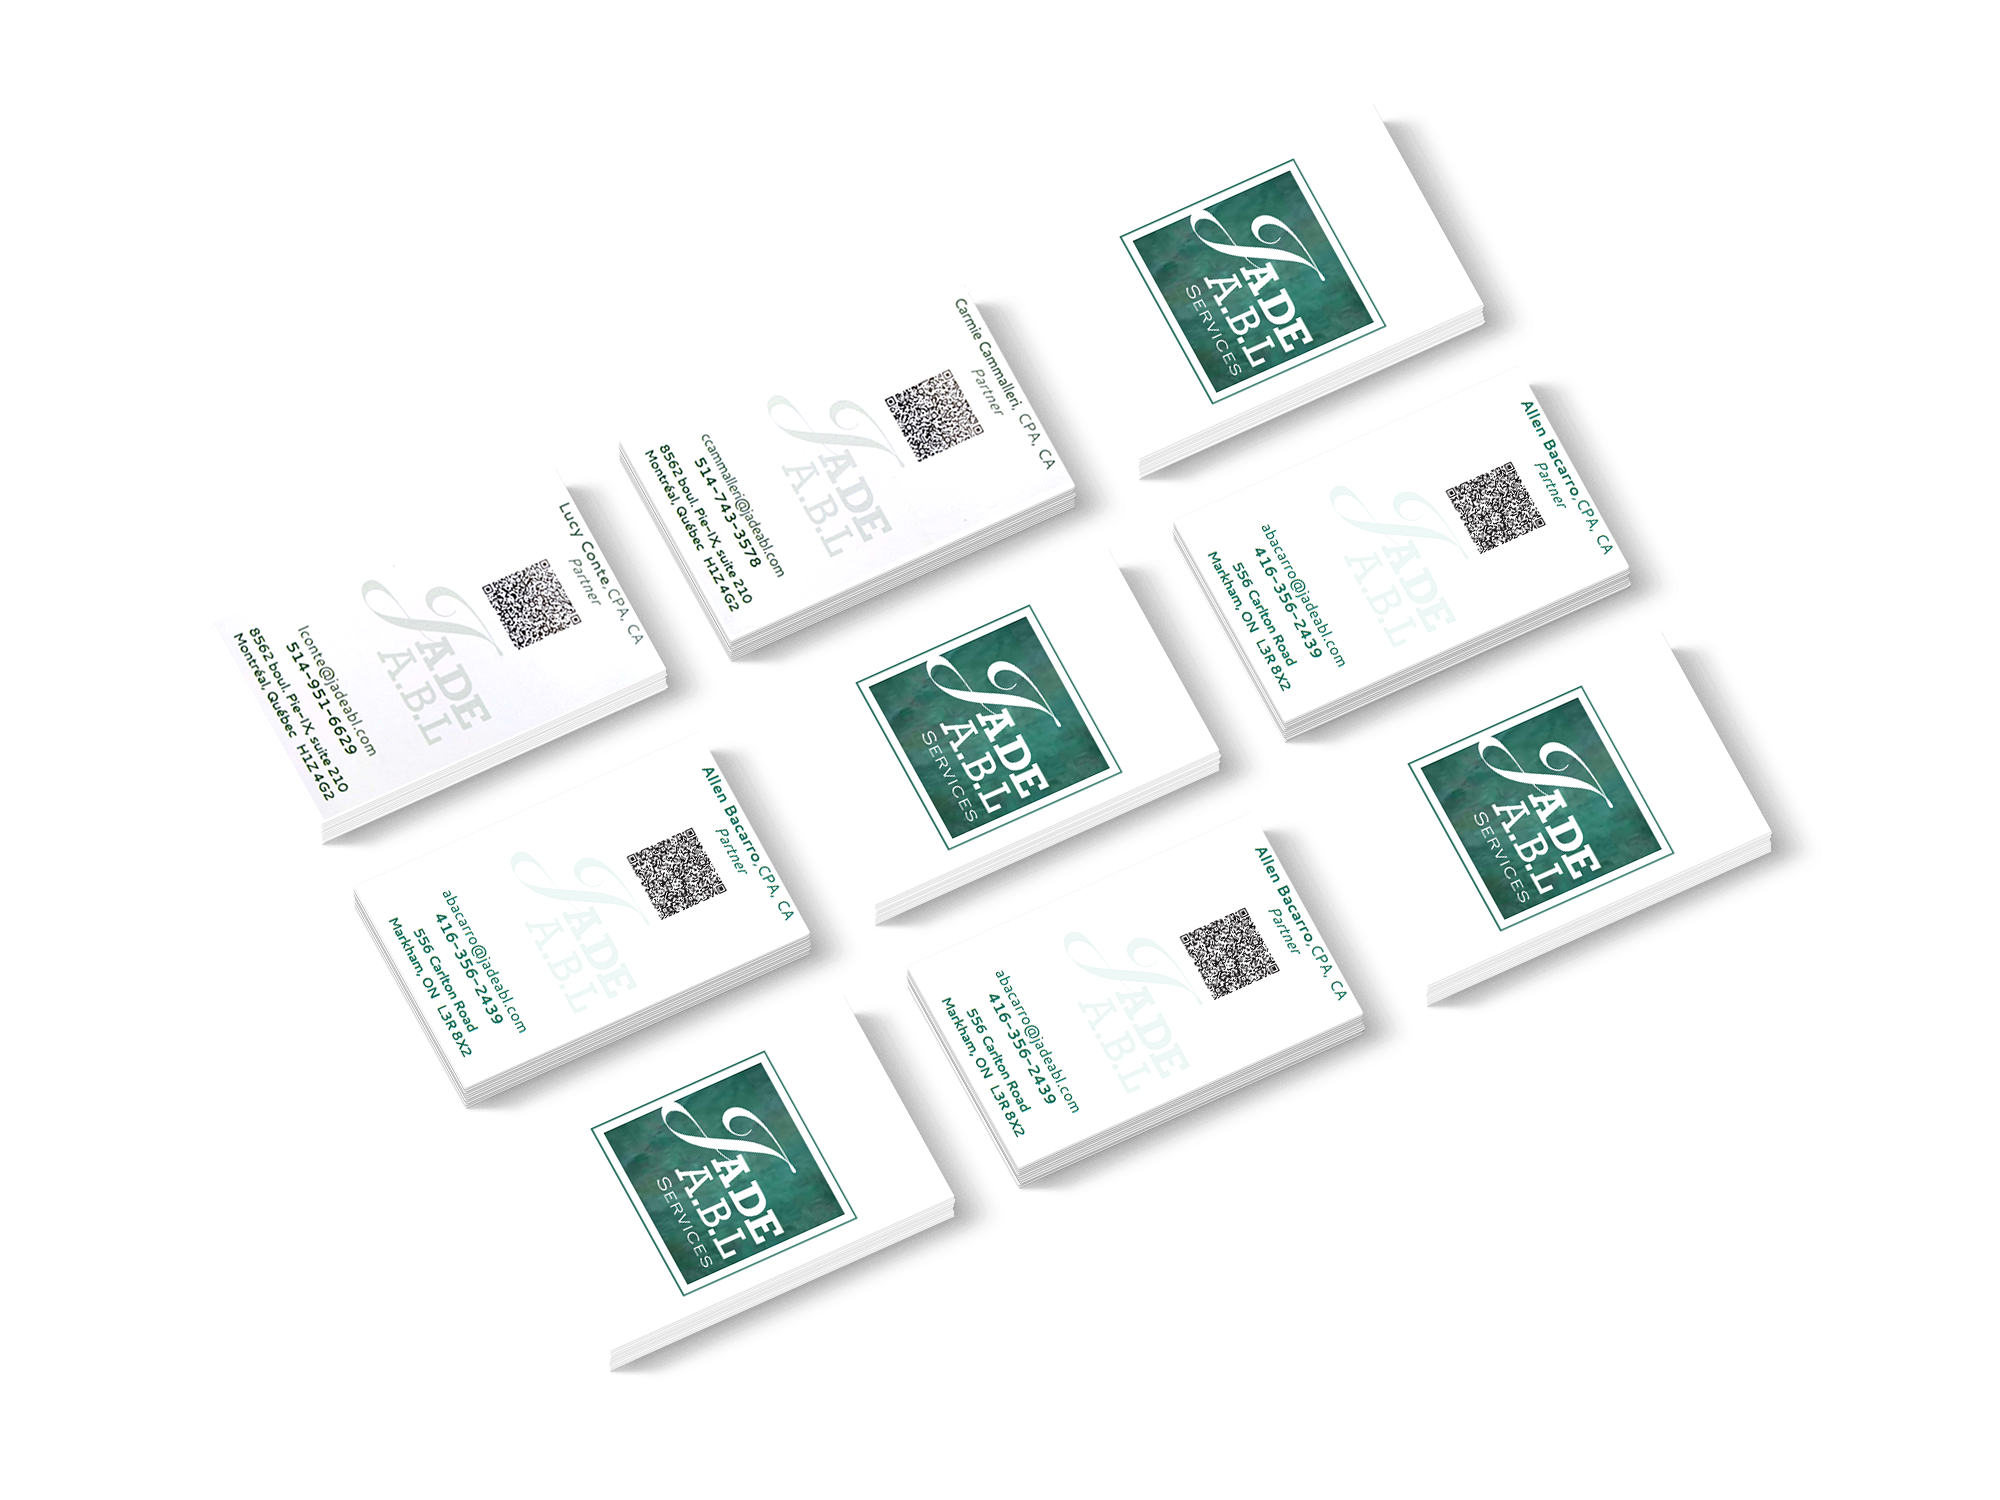 JADE
A.B.L
SERVICES
Carmie Cammalleri, CPA, CA
Partner
JADE
A.B.L
ccammalleri@jadeabl.com
514-743-3578
8562 boul. Pie-IX, suite 210
Montréal, Québec H1Z 4G2
Allen Bacarro, CPA, CA
Partner
JADE
A.B.L
abacarro@jadeabl.com
416-356-2439
556 Carlton Road
Markham, ON L3R 8X2
Lucy Conte, CPA, CA
Partner
JADE
A.B.L
lconte@jadeabl.com
514-951-6629
8562 boul. Pie-IX, suite 210
Montréal, Québec H1Z 4G2
JADE
A.B.L
SERVICES
JADE
A.B.L
SERVICES
Allen Bacarro, CPA, CA
Partner
JADE
A.B.L
abacarro@jadeabl.com
416-356-2439
556 Carlton Road
Markham, ON L3R 8X2
Allen Bacarro, CPA, CA
Partner
JADE
A.B.L
abacarro@jadeabl.com
416-356-2439
556 Carlton Road
Markham, ON L3R 8X2
JADE
A.B.L
SERVICES